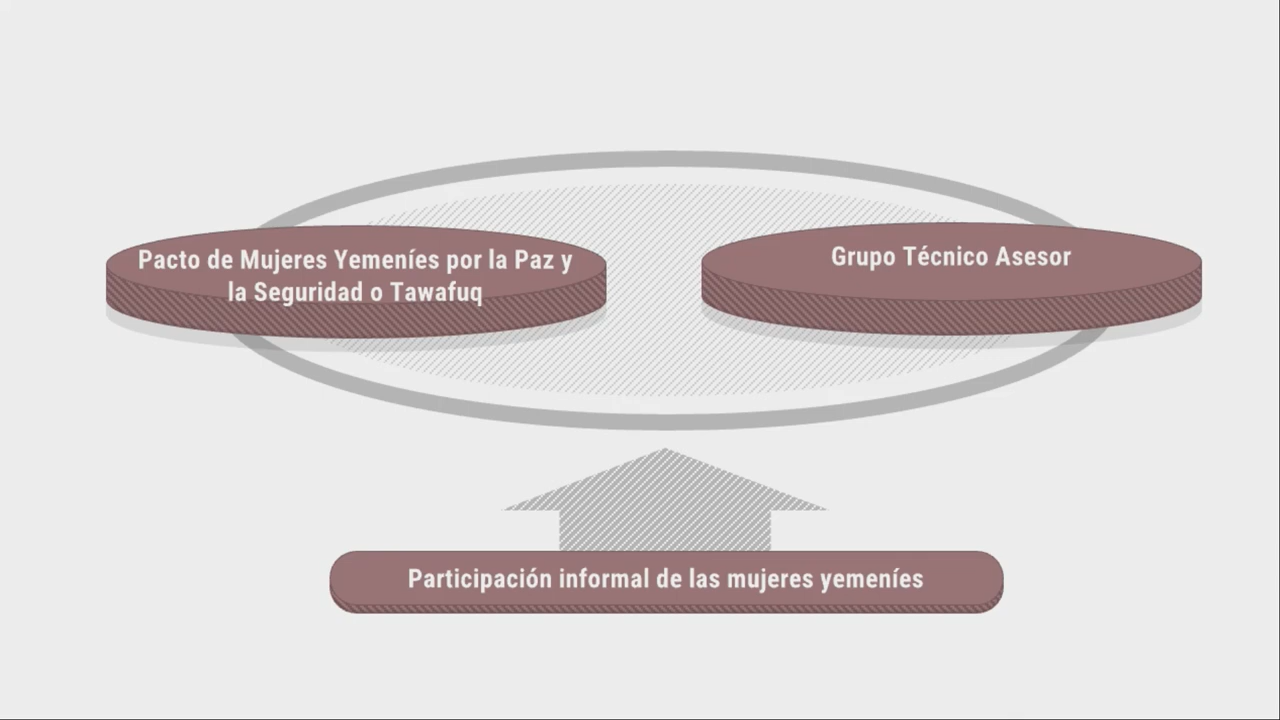 Pacto de Mujeres Yemeníes por la Paz y
la Seguridad o Tawafuq
Grupo Técnico Asesor
Participación informal de las mujeres yemeníes